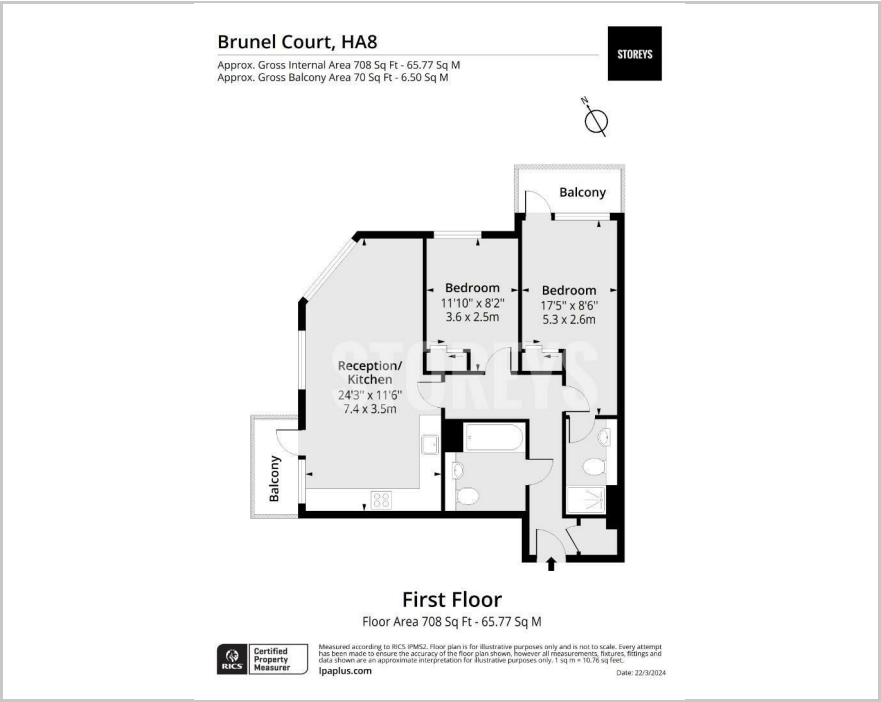 Brunel Court, HA8
Approx. Gross Internal Area 708 Sq Ft - 65.77 Sq M
Approx. Gross Balcony Area 70 Sq Ft - 6.50 Sq M
STOREYS
N
Balcony
Bedroom
11'10" x 8'2"
3.6 x 2.5m
Bedroom
17'5" x 8'6"
5.3 x 2.6m
STOREYS
Reception/
Kitchen
24'3" x 11'6"
7.4 x 3.5m
Balcony
First Floor
Floor Area 708 Sq Ft - 65.77 Sq M
RICS
Certified
Property
Measurer
Measured according to RICS IPMS2. Floor plan is for illustrative purposes only and is not to scale. Every attempt
has been made to ensure the accuracy of the floor plan shown, however all measurements, fixtures, fittings and
data shown are an approximate interpretation for illustrative purposes only. 1 sq m = 10.76 sq feet.
lpaplus.com
Date: 22/3/2024